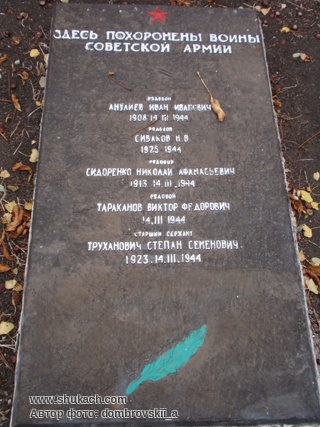 ЗДЕСЬ ПОХОРОНЕНЫ ВОИНЫ
СОВЕТСКОЙ АРМИИ
РЯДОВОЙ
АНУЛИЕВ ИВАН ИВАНОВИЧ
1908 14 III 1944
РЯДОВОЙ
СИВАКОВ Н.В
1925 1944
РЯДОВОЙ
СИДОРЕНКО НИКОЛАЙ АФАНАСЬЕВИЧ
1913 14.III.1944
РЯДОВОЙ
ТАРАКАНОВ ВИКТОР ФЕДОРОВИЧ
14.III 1944
СТАРШИЙ СЕРЖАНТ
ТРУХАНОВИЧ СТЕПАН СЕМЕНОВИЧ
1923.14.III.1944
www.shukach.com
Автор фото: dombrovskii_a